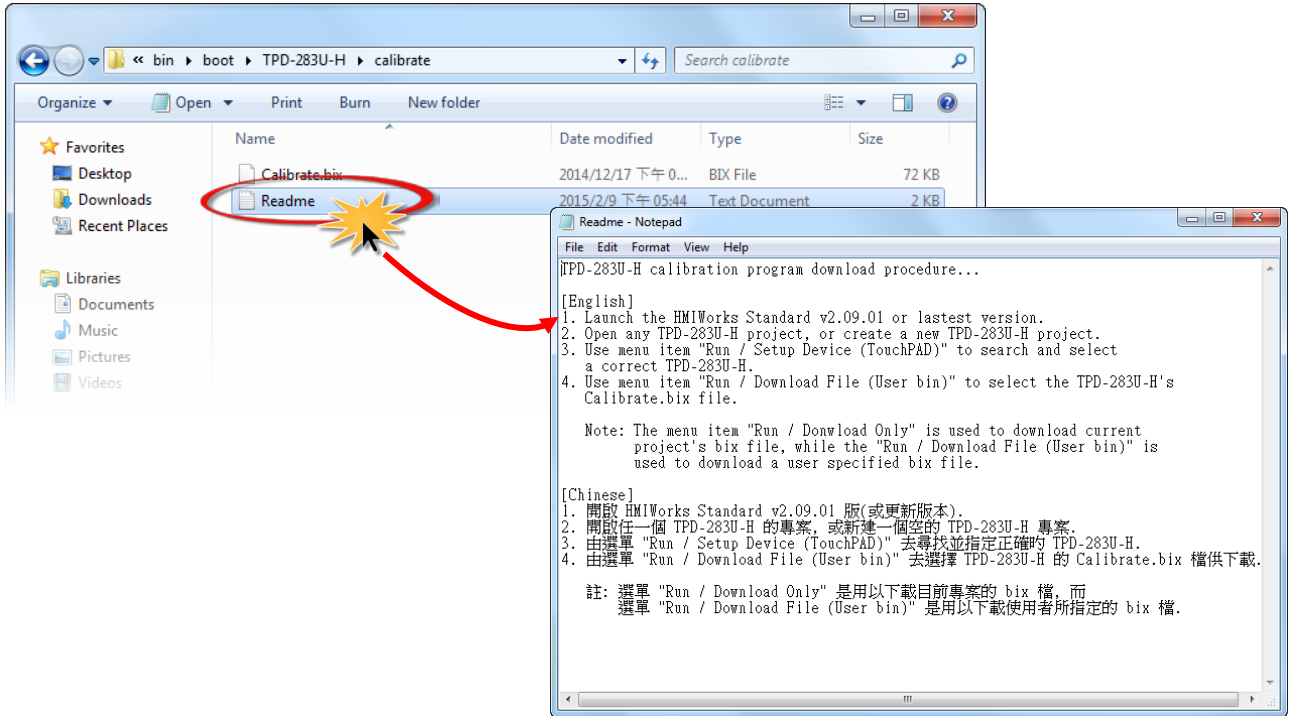 « bin ▸ boot ▸ TPD-283U-H ▸ calibrate
Search calibrate
Organize ▾ Open ▾ Print Burn New folder
Favorites
Desktop
Downloads
Recent Places
Libraries
Documents
Music
Pictures
Videos
Name Date modified Type Size
Calibrate.bix 2014/12/17 下午 0... BIX File 72 KB
Readme 2015/2/9 下午 05:44 Text Document 2 KB
Readme - Notepad
File Edit Format View Help
TPD-283U-H calibration program download procedure...
[English]
1. Launch the HMIWorks Standard v2.09.01 or lastest version.
2. Open any TPD-283U-H project, or create a new TPD-283U-H project.
3. Use menu item "Run / Setup Device (TouchPAD)" to search and select
a correct TPD-283U-H.
4. Use menu item "Run / Download File (User bin)" to select the TPD-283U-H's
Calibrate.bix file.
Note: The menu item "Run / Donwload Only" is used to download current
project's bix file, while the "Run / Download File (User bin)" is
used to download a user specified bix file.
[Chinese]
1. 開啟 HMIWorks Standard v2.09.01 版(或更新版本).
2. 開啟任一個 TPD-283U-H 的專案, 或新建一個空的 TPD-283U-H 專案.
3. 由選單 "Run / Setup Device (TouchPAD)" 去尋找並指定正確的 TPD-283U-H.
4. 由選單 "Run / Download File (User bin)" 去選擇 TPD-283U-H 的 Calibrate.bix 檔供下載.
註: 選單 "Run / Download Only" 是用以下載目前專案的 bix 檔, 而
選單 "Run / Download File (User bin)" 是用以下載使用者所指定的 bix 檔.